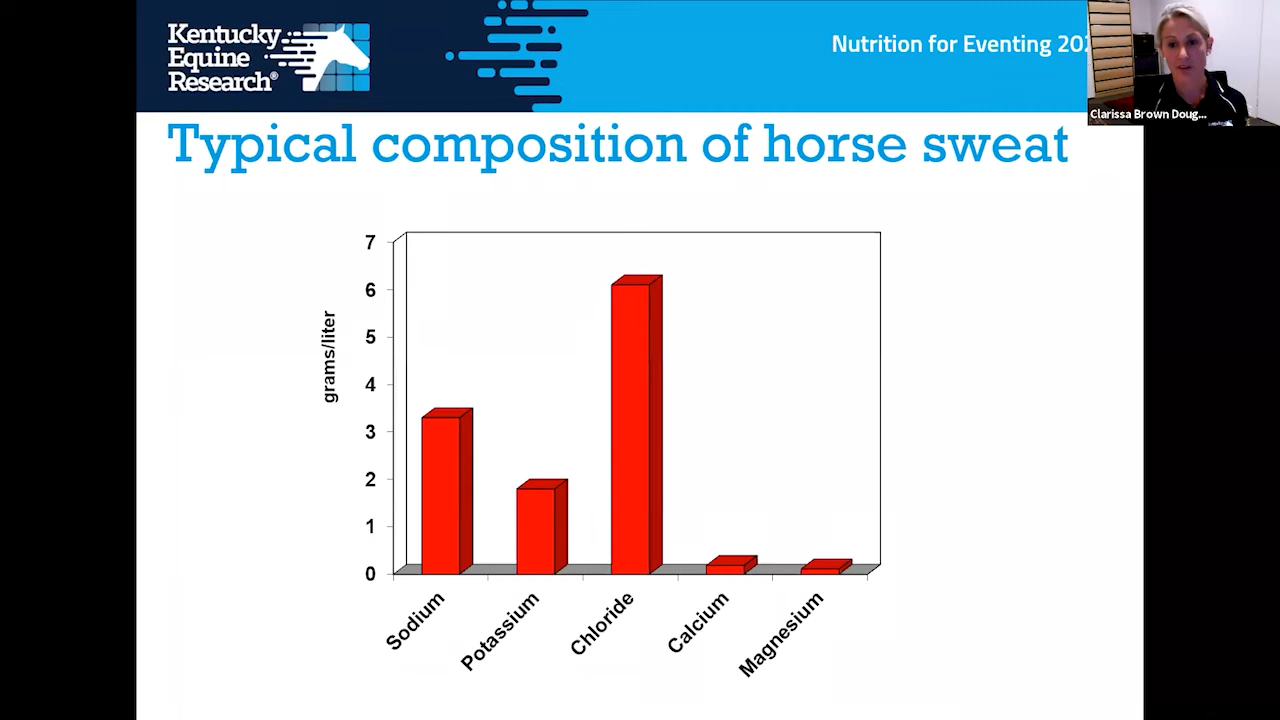 Kentucky
Equine
Research®
Nutrition for Eventing
Clarissa Brown Doug...
Typical composition of horse sweat
7
6
5
4
3
2
1
0
grams/liter
Sodium
Potassium
Chloride
Calcium
Magnesium